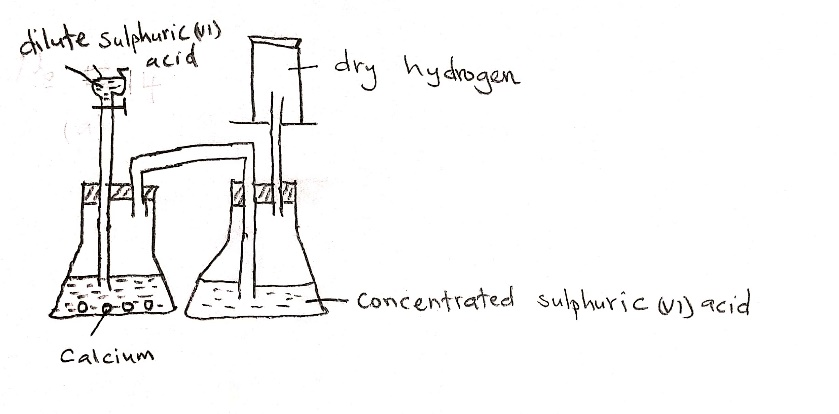 dilute sulphuric (VI)
acid
dry hydrogen
Concentrated sulphuric (VI) acid
Calcium